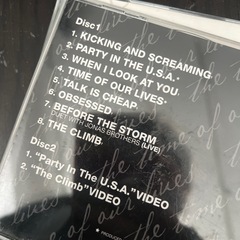 Disc1
1. KICKING AND SCREAMING
2. PARTY IN THE U.S.A.
3. WHEN I LOOK AT YOU
4. TIME OF OUR LIVES
5. TALK IS CHEAP
6. OBSESSED
7. BEFORE THE STORM
DUET WITH JONAS BROTHERS (LIVE)
8. THE CLIMB
Disc2
1. "Party In The U.S.A." VIDEO
2. "The Climb" VIDEO